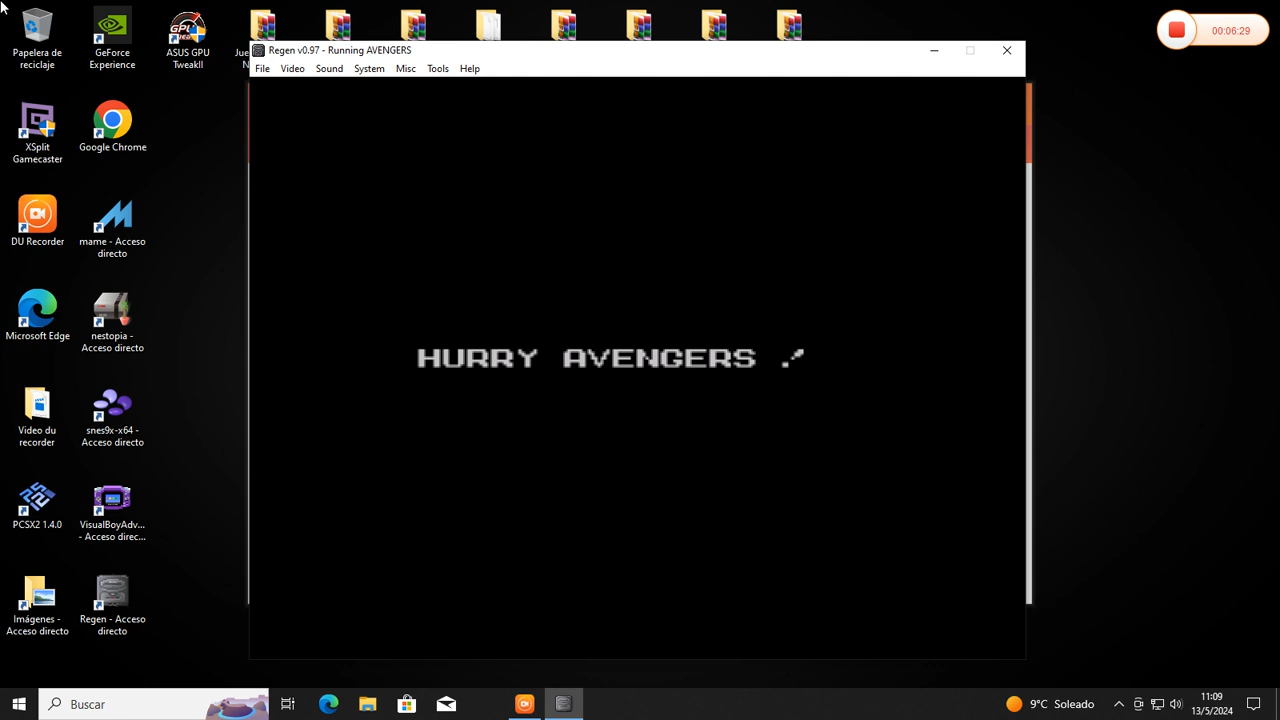 Papelera de
reciclaje
GeForce
Experience
ASUS GPU
TweakII
XSplit
Gamecaster
Google Chrome
DU Recorder
mame - Acceso
directo
Microsoft Edge
nestopia -
Acceso directo
Video du
recorder
snes9x-x64 -
Acceso directo
PCSX2 1.4.0
VisualBoyAdv...
- Acceso direc...
Imágenes -
Acceso directo
Regen - Acceso
directo
Regen v0.97 - Running AVENGERS
File Video Sound System Misc Tools Help
HURRY AVENGERS !
00:06:29
Buscar
9°C Soleado
11:09
13/5/2024